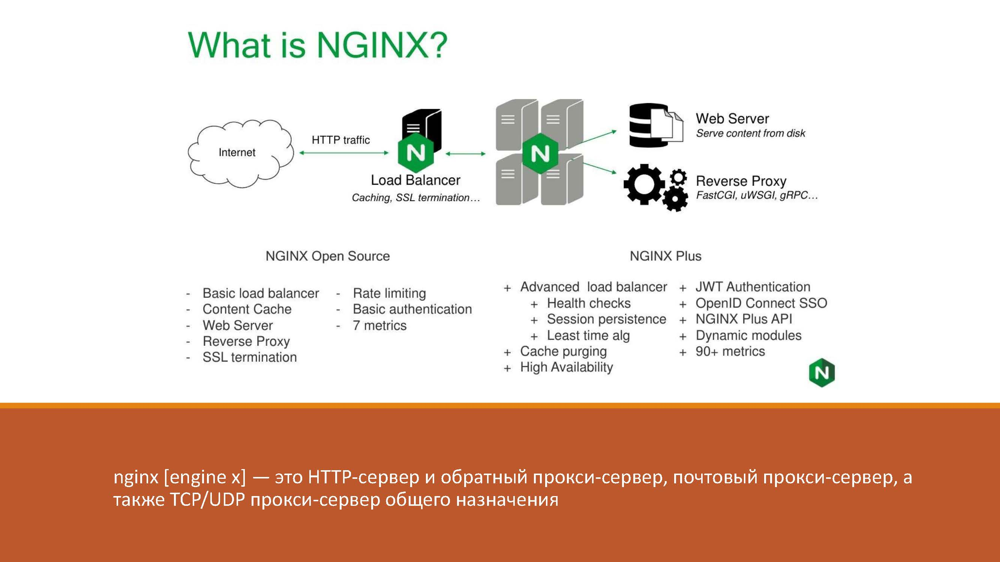 What is NGINX?
Internet
HTTP traffic
N
Load Balancer
Caching, SSL termination...
N
Web Server
Serve content from disk
Reverse Proxy
FastCGI, uWSGI, gRPC...
NGINX Open Source
- Basic load balancer
- Content Cache
- Web Server
- Reverse Proxy
- SSL termination
- Rate limiting
- Basic authentication
- 7 metrics
NGINX Plus
+ Advanced load balancer
+ Health checks
+ Session persistence
+ Least time alg
+ Cache purging
+ High Availability
+ JWT Authentication
+ OpenID Connect SSO
+ NGINX Plus API
+ Dynamic modules
+ 90+ metrics
N
nginx [engine x] — это HTTP-сервер и обратный прокси-сервер, почтовый прокси-сервер, а
также TCP/UDP прокси-сервер общего назначения